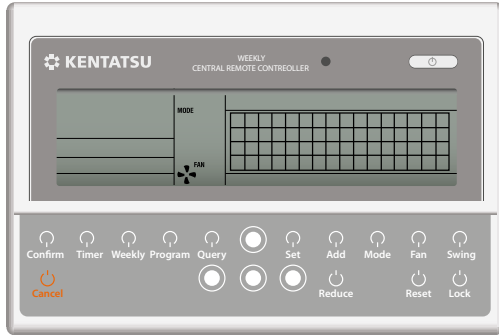 KENTATSU
WEEKLY
CENTRAL REMOTE CONTREOLLER
MODE
FAN
Confirm Timer Weekly Program Query Set Add Mode Fan Swing
Cancel Reduce Reset Lock